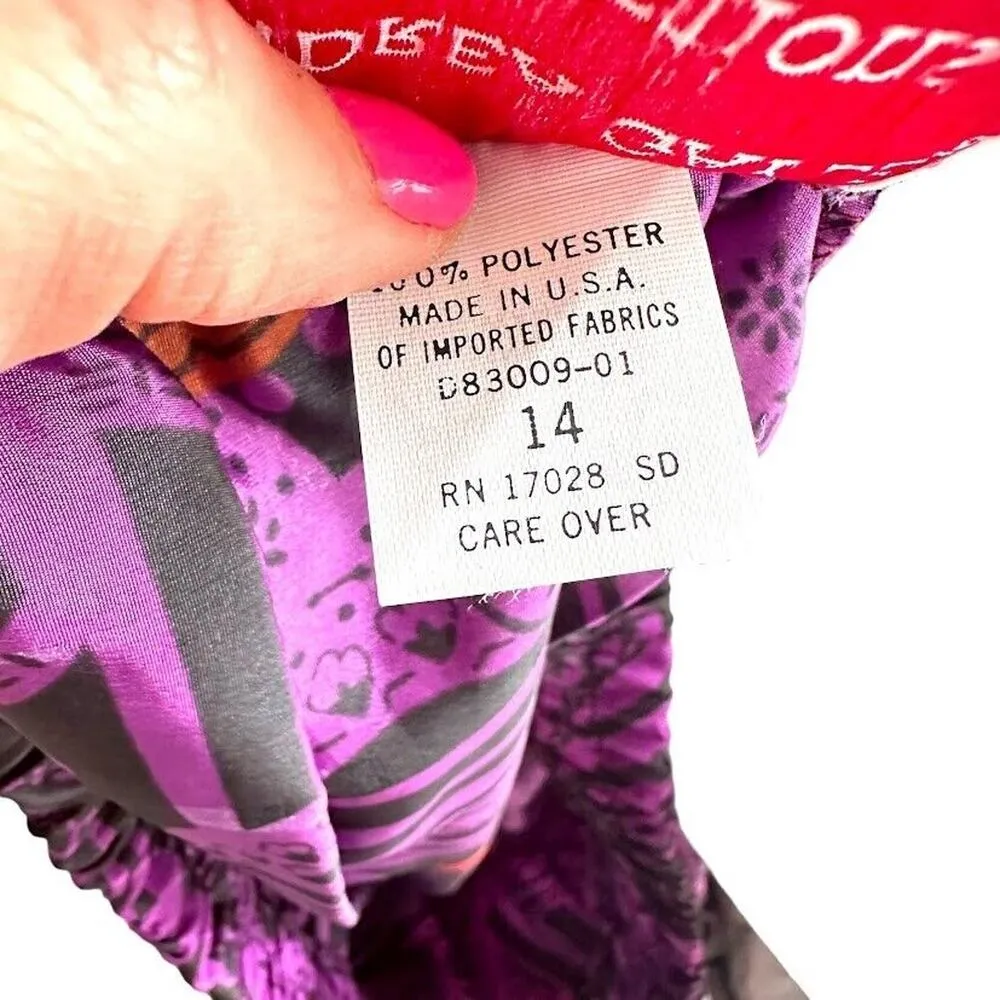 100% POLYESTER
MADE IN U.S.A.
OF IMPORTED FABRICS
D83009-01
14
RN 17028 SD
CARE OVER